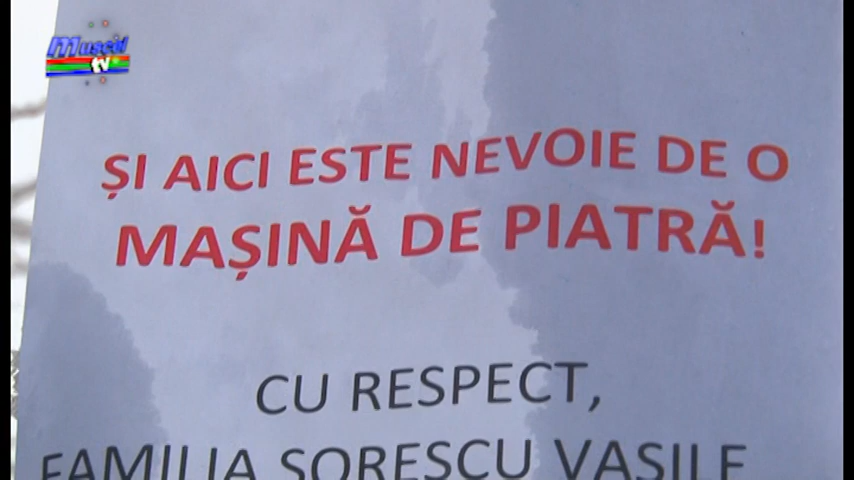 Muscel
tv
ȘI AICI ESTE NEVOIE DE O
MAȘINĂ DE PIATRĂ!
CU RESPECT,
FAMILIA SORESCU VASILE